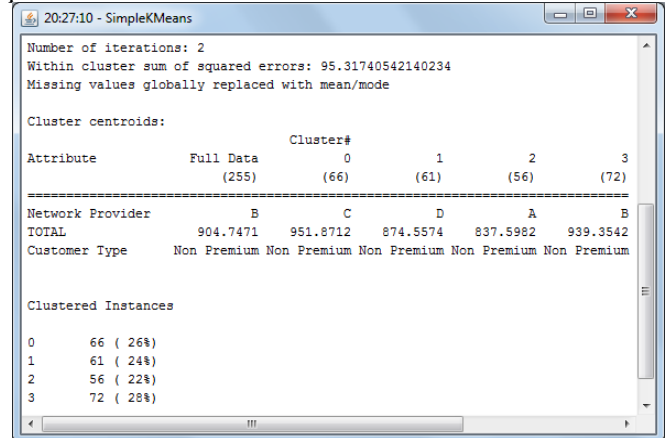 20:27:10 - SimpleKMeans
Number of iterations: 2
Within cluster sum of squared errors: 95.31740542140234
Missing values globally replaced with mean/mode
Cluster centroids:
Cluster#
Attribute Full Data 0 1 2 3
(255) (66) (61) (56) (72)
================================================================================
Network Provider B C D A B
TOTAL 904.7471 951.8712 874.5574 837.5982 939.3542
Customer Type Non Premium Non Premium Non Premium Non Premium Non Premium
Clustered Instances
0 66 ( 26%)
1 61 ( 24%)
2 56 ( 22%)
3 72 ( 28%)